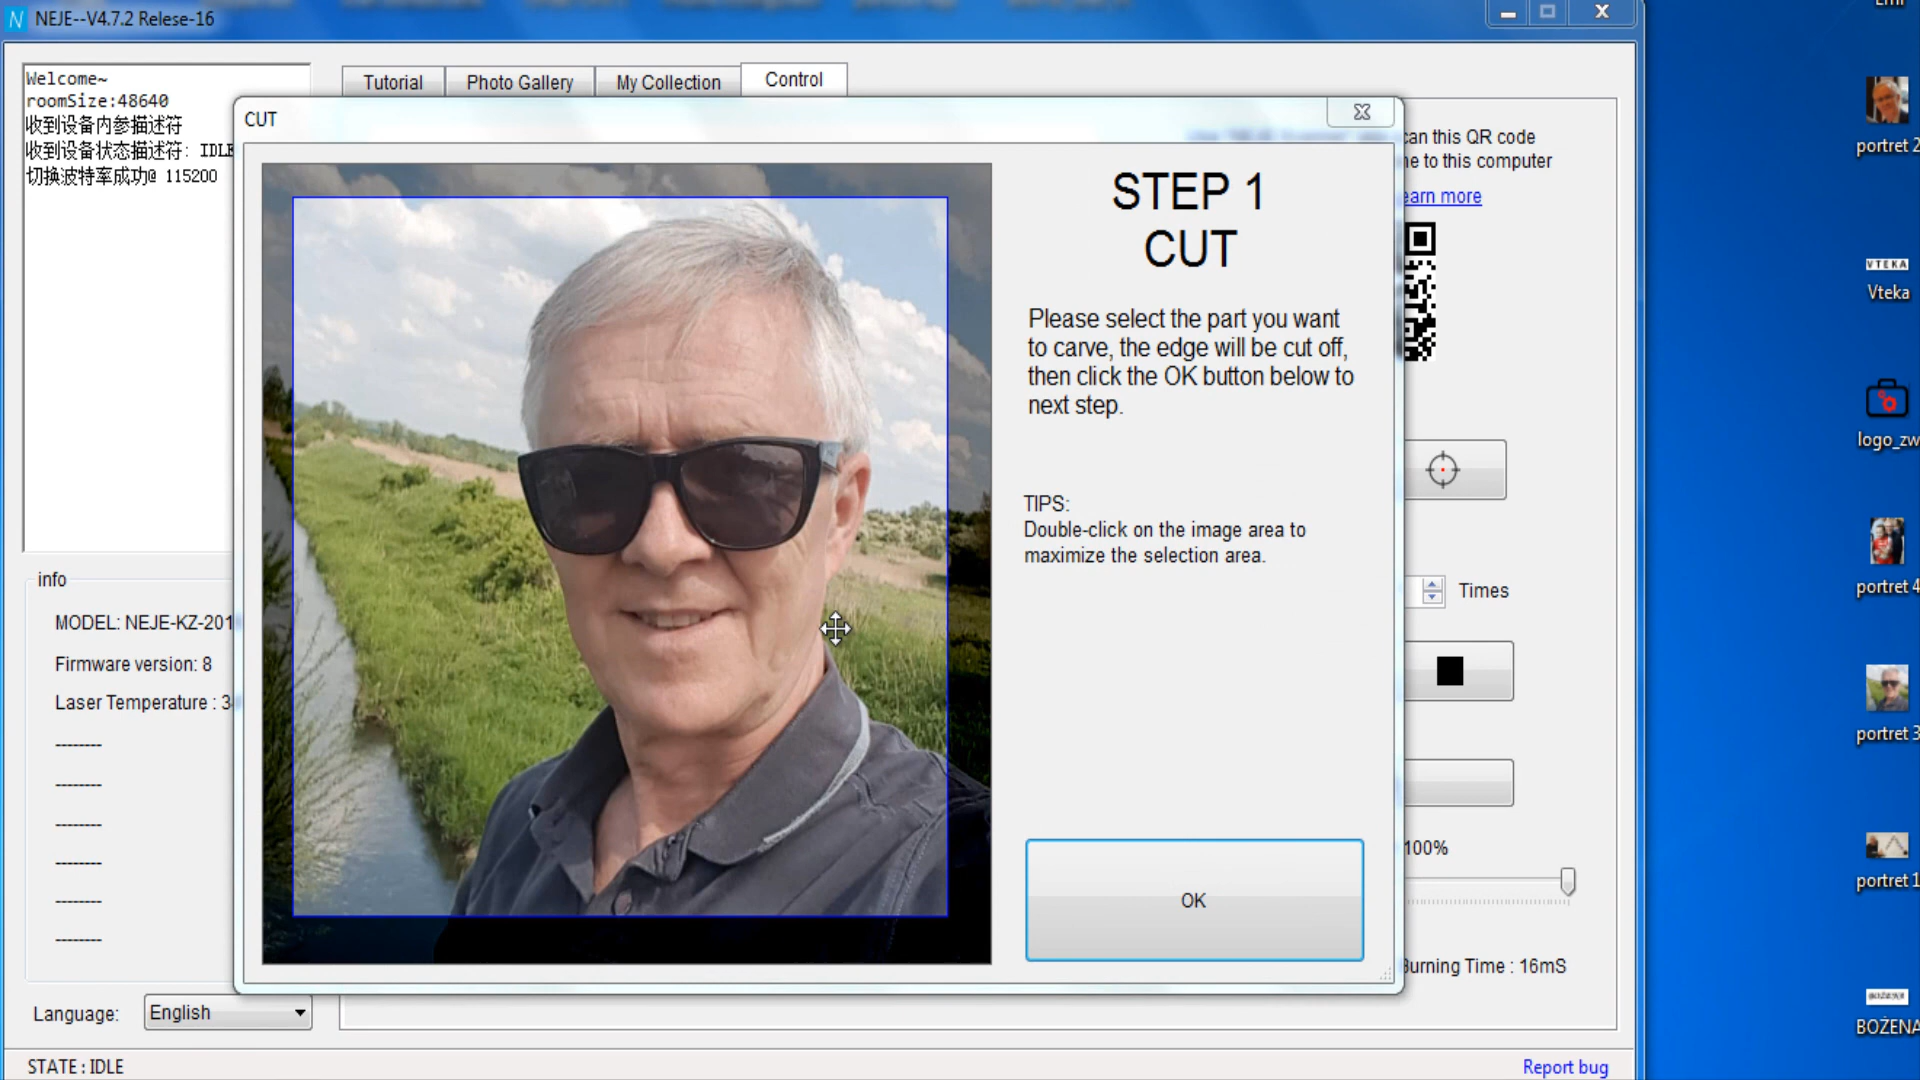 NEJE--V4.7.2 Relese-16
Welcome~
roomSize:48640
收到设备内参描述符
收到设备状态描述符: IDLE
切换波特率成功@ 115200
Tutorial
Photo Gallery
My Collection
Control
CUT
STEP 1
CUT
Please select the part you want
to carve, the edge will be cut off,
then click the OK button below to
next step.
TIPS:
Double-click on the image area to
maximize the selection area.
OK
can this QR code
to this computer
earn more
Times
100%
Burning Time : 16mS
info
MODEL: NEJE-KZ-201
Firmware version: 8
Laser Temperature : 3
--------
--------
--------
--------
--------
--------
Language:
English
STATE : IDLE
Report bug
portret 2
VTEKA
Vteka
logo_zw
portret 4
portret 3
portret 1
BOŻENA